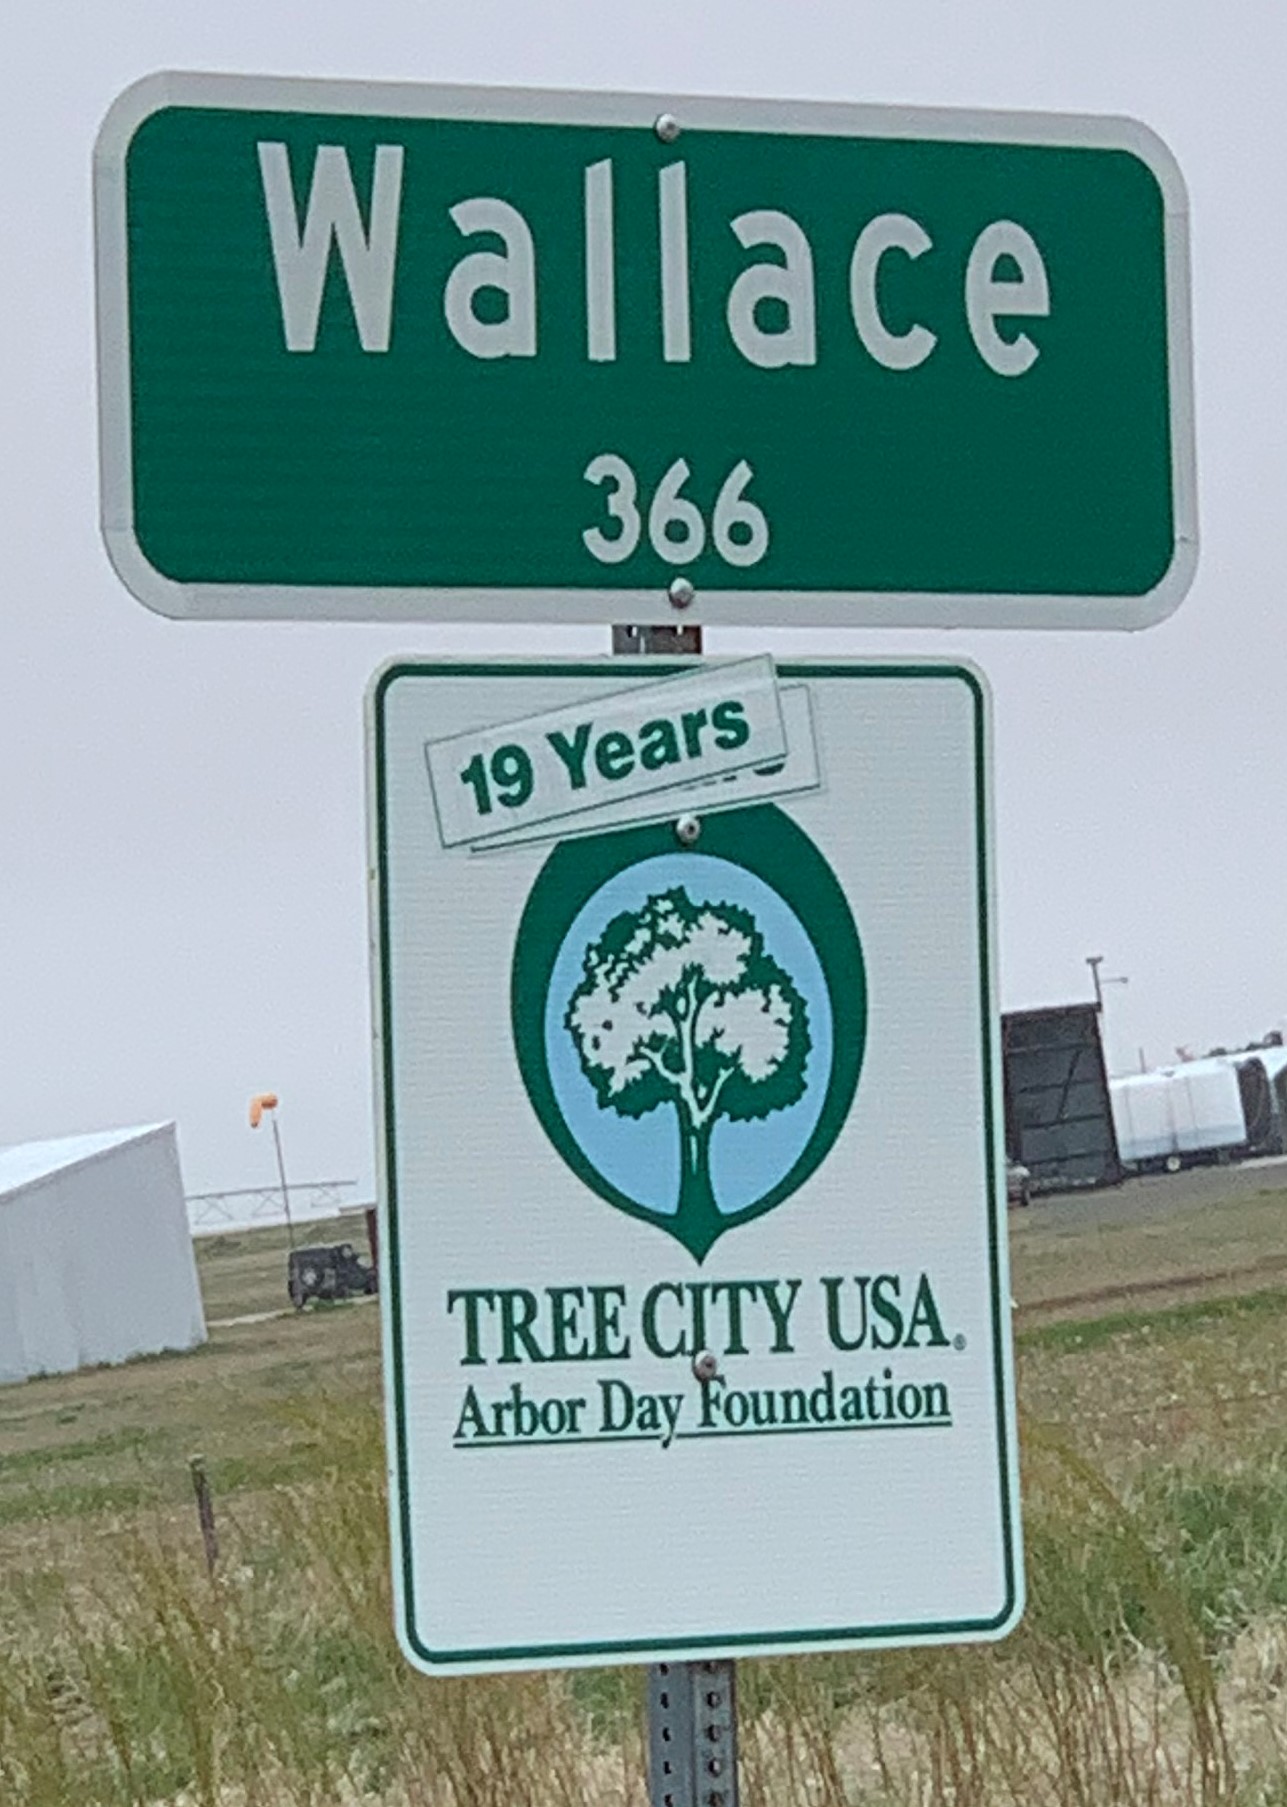 Wallace
366
19 Years
TREE CITY USA®
Arbor Day Foundation